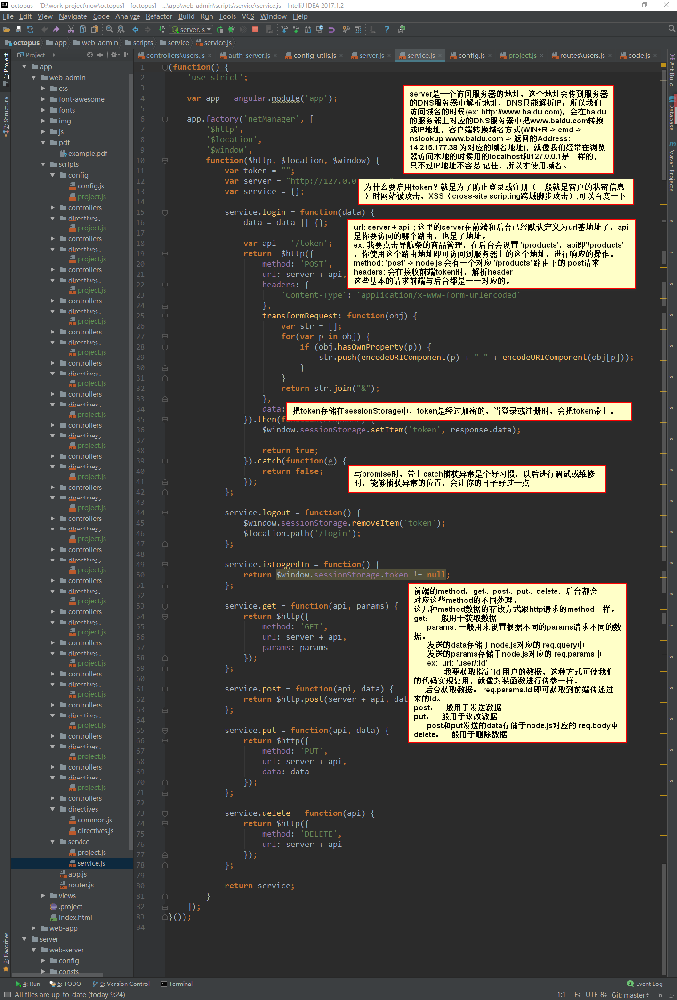 octopus - [D:\work-project\now\octopus] - [octopus] - ...\app\web-admin\scripts\service\service.js - IntelliJ IDEA 2017.1.2
File Edit View Navigate Code Analyze Refactor Build Run Tools VCS Window Help
server.js
octopus app web-admin scripts service service.js
Project
controllers\users.js auth-server.js config-utils.js server.js service.js config.js project.js routes\users.js code.js
1: Project
7: Structure
2: Favorites
Ant Build
Database
Maven Projects
app
web-admin
css
font-awesome
fonts
img
js
pdf
example.pdf
scripts
config
config.js
project.js
controllers
directives
project.js
controllers
directives
project.js
controllers
directives
project.js
controllers
directives
project.js
controllers
directives
project.js
controllers
directives
project.js
controllers
directives
project.js
controllers
directives
project.js
controllers
directives
project.js
controllers
directives
project.js
controllers
directives
project.js
controllers
directives
project.js
controllers
directives
project.js
controllers
directives
project.js
controllers
directives
project.js
controllers
directives
project.js
controllers
directives
project.js
controllers
directives
project.js
controllers
directives
project.js
controllers
directives
common.js
directives.js
service
project.js
service.js
app.js
router.js
views
.project
index.html
web-app
server
web-server
config
consts
1 (function() {
2 'use strict';
3
4 var app = angular.module('app');
5
6 app.factory('netManager', [
7 '$http',
8 '$location',
9 '$window',
10 function($http, $location, $window) {
11 var token = "";
12 var server = "http://127.0.0.
13 var service = {};
14
15 service.login = function(data) {
16 data = data || {};
17
18 var api = '/token';
19 return $http({
20 method: 'POST',
21 url: server + api,
22 headers: {
23 'Content-Type': 'application/x-www-form-urlencoded'
24 },
25 transformRequest: function(obj) {
26 var str = [];
27 for(var p in obj) {
28 if (obj.hasOwnProperty(p)) {
29 str.push(encodeURIComponent(p) + "=" + encodeURIComponent(obj[p]));
30 }
31 }
32 return str.join("&");
33 },
34 data:
35 }).then(
36 $window.sessionStorage.setItem('token', response.data);
37
38 return true;
39 }).catch(function(e) {
40 return false;
41 });
42 };
43
44 service.logout = function() {
45 $window.sessionStorage.removeItem('token');
46 $location.path('/login');
47 };
48
49 service.isLoggedIn = function() {
50 return $window.sessionStorage.token != null;
51 };
52
53 service.get = function(api, params) {
54 return $http({
55 method: 'GET',
56 url: server + api,
57 params: params
58 });
59 };
60
61 service.post = function(api, data) {
62 return $http.post(server + api, dat
63 };
64
65 service.put = function(api, data) {
66 return $http({
67 method: 'PUT',
68 url: server + api,
69 data: data
70 });
71 };
72
73 service.delete = function(api) {
74 return $http({
75 method: 'DELETE',
76 url: server + api
77 });
78 };
79
80 return service;
81 }
82 ]);
83 }());
84
server是一个访问服务器的地址，这个地址会传到服务器
的DNS服务器中解析地址，DNS只能解析IP；所以我们
访问域名的时候(ex: http://www.baidu.com)，会在baidu
的服务器上对应的DNS服务器中把www.baidu.com转换
成IP地址，客户端转换域名方式(WIN+R -> cmd ->
nslookup www.baidu.com -> 返回的Address:
14.215.177.38 为对应的域名地址)，就像我们经常在浏览
器访问本地的时候用的localhost和127.0.0.1是一样的，
只不过IP地址不容易 记住，所以才使用域名。
为什么要启用token？就是为了防止登录或注册（一般就是客户的私密信息
）时网站被攻击，XSS（cross-site scripting跨域脚步攻击）,可以百度一下
url: server + api ; 这里的server在前端和后台已经默认定义为url基地址了，api
是你要访问的哪个路由，也是子地址。
ex: 我要点击导航条的商品管理，在后台会设置 '/products'，api即'/products'
，你使用这个路由地址即可访问到服务器上的这个地址，进行响应的操作。
method: 'post' -> node.js 会有一个对应 '/products' 路由下的 post请求
headers: 会在接收前端token时，解析header
这些基本的请求前端与后台都是一一对应的。
把token存储在sessionStorage中，token是经过加密的，当登录或注册时，会把token带上。
写promise时，带上catch捕获异常是个好习惯，以后进行调试或维修
时，能够捕获异常的位置，会让你的日子好过一点
前端的method：get、post、put、delete，后台都会一一
对应这些method的不同处理。
这几种method数据的存放方式跟http请求的method一样。
get：一般用于获取数据
params: 一般用来设置根据不同的params请求不同的数
据。
发送的data存储于node.js对应的 req.query中
发送的params存储于node.js对应的 req.params中
ex: url: 'user/:id'
我要获取指定 id 用户的数据，这种方式可使我们
的代码实现复用，就像封装函数进行传参一样。
后台获取数据： req.params.id 即可获取到前端传递过
来的id。
post：一般用于发送数据
put：一般用于修改数据
post和put发送的data存储于node.js对应的 req.body中
delete：一般用于删除数据
4: Run 6: TODO 9: Version Control Terminal 2 Event Log
All files are up-to-date (today 9:24) 1:1 LF UTF-8 Git: master